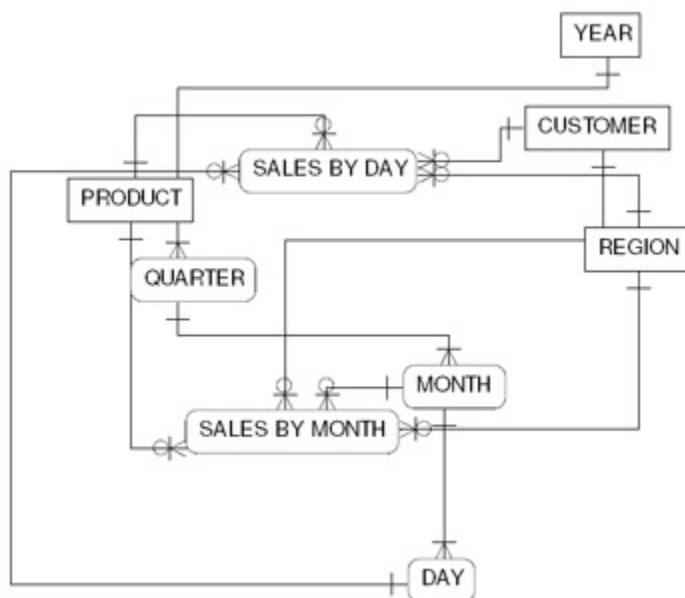 YEAR
CUSTOMER
SALES BY DAY
PRODUCT
REGION
QUARTER
MONTH
SALES BY MONTH
DAY